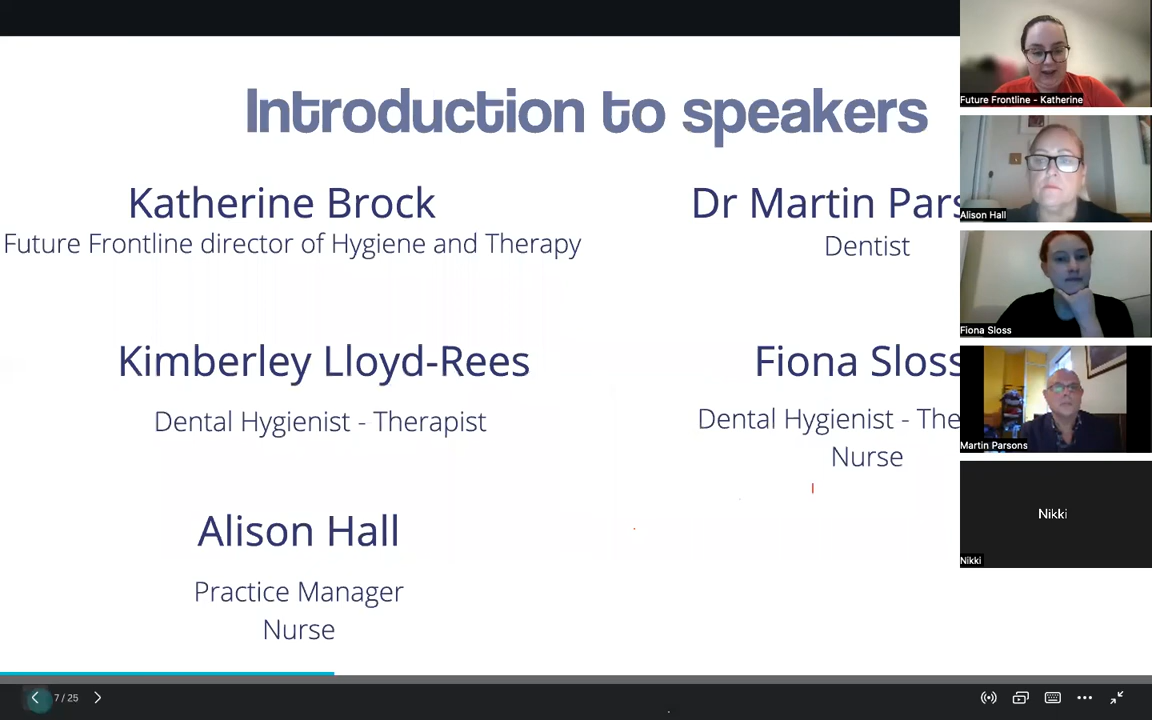 Introduction to speakers
Katherine Brock
Future Frontline director of Hygiene and Therapy
Dr Martin Pars
Dentist
Kimberley Lloyd-Rees
Dental Hygienist - Therapist
Fiona Sloss
Dental Hygienist - The
Nurse
Alison Hall
Practice Manager
Nurse
7 / 25
Future Frontline - Katherine
Alison Hall
Fiona Sloss
Martin Parsons
Nikki
Nikki